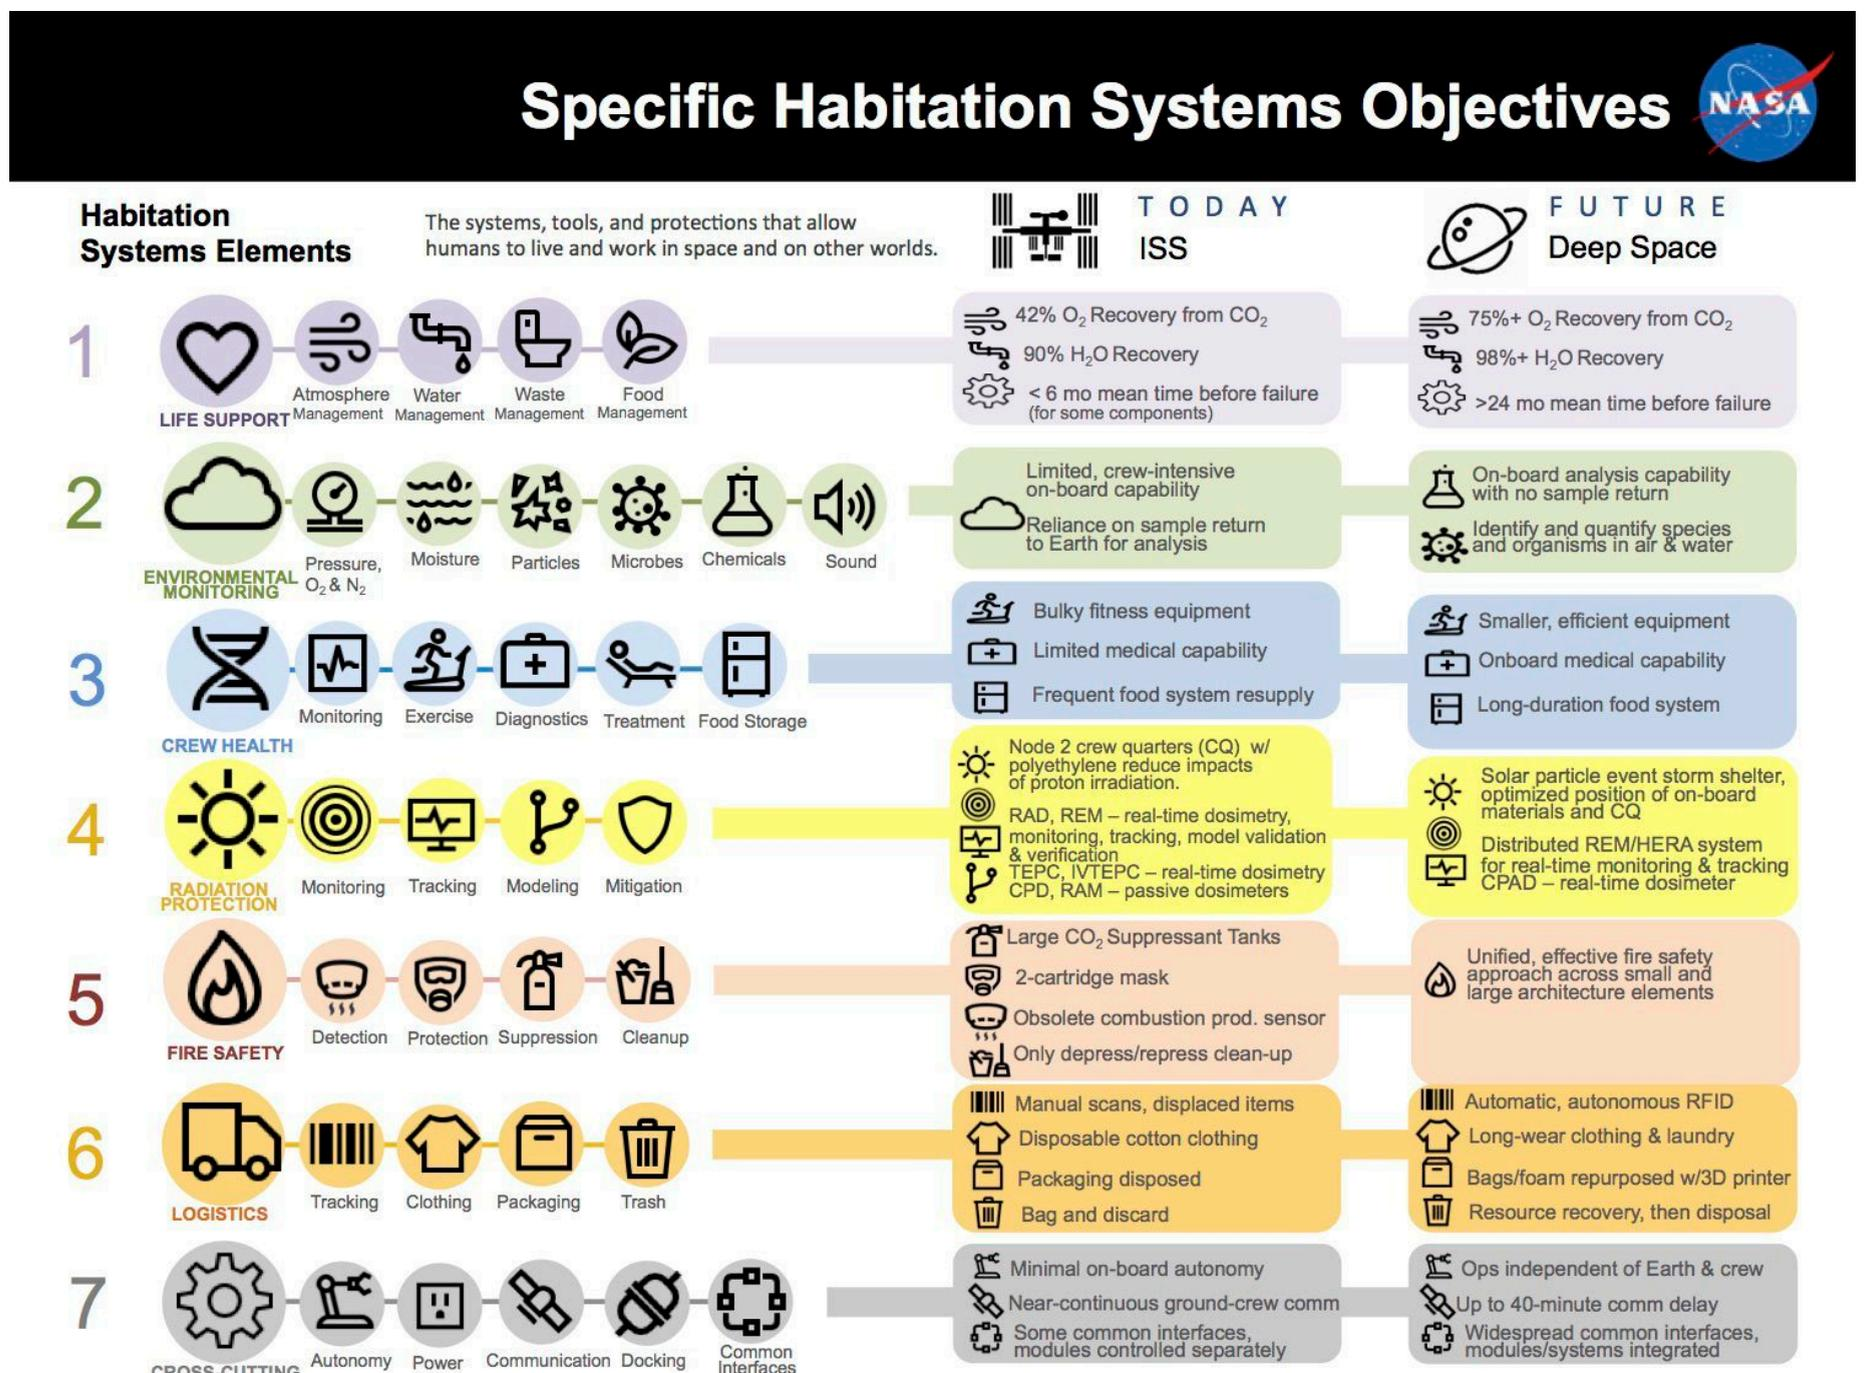 Specific Habitation Systems Objectives
NASA
Habitation
Systems Elements
The systems, tools, and protections that allow
humans to live and work in space and on other worlds.
TODAY
ISS
FUTURE
Deep Space
1
LIFE SUPPORT
Atmosphere
Management
Water
Management
Waste
Management
Food
Management
42% O2 Recovery from CO2
90% H2O Recovery
< 6 mo mean time before failure
(for some components)
75%+ O2 Recovery from CO2
98%+ H2O Recovery
>24 mo mean time before failure
2
ENVIRONMENTAL
MONITORING
Pressure,
O2 & N2
Moisture
Particles
Microbes
Chemicals
Sound
Limited, crew-intensive
on-board capability
Reliance on sample return
to Earth for analysis
On-board analysis capability
with no sample return
Identify and quantify species
and organisms in air & water
3
CREW HEALTH
Monitoring
Exercise
Diagnostics
Treatment
Food Storage
Bulky fitness equipment
Limited medical capability
Frequent food system resupply
Smaller, efficient equipment
Onboard medical capability
Long-duration food system
4
RADIATION
PROTECTION
Monitoring
Tracking
Modeling
Mitigation
Node 2 crew quarters (CQ) w/
polyethylene reduce impacts
of proton irradiation.
RAD, REM – real-time dosimetry,
monitoring, tracking, model validation
& verification
TEPC, IVTEPC – real-time dosimetry
CPD, RAM – passive dosimeters
Solar particle event storm shelter,
optimized position of on-board
materials and CQ
Distributed REM/HERA system
for real-time monitoring & tracking
CPAD – real-time dosimeter
5
FIRE SAFETY
Detection
Protection
Suppression
Cleanup
Large CO2 Suppressant Tanks
2-cartridge mask
Obsolete combustion prod. sensor
Only depress/repress clean-up
Unified, effective fire safety
approach across small and
large architecture elements
6
LOGISTICS
Tracking
Clothing
Packaging
Trash
Manual scans, displaced items
Disposable cotton clothing
Packaging disposed
Bag and discard
Automatic, autonomous RFID
Long-wear clothing & laundry
Bags/foam repurposed w/3D printer
Resource recovery, then disposal
7
CROSS-CUTTING
Autonomy
Power
Communication
Docking
Common
Interfaces
Minimal on-board autonomy
Near-continuous ground-crew comm
Some common interfaces,
modules controlled separately
Ops independent of Earth & crew
Up to 40-minute comm delay
Widespread common interfaces,
modules/systems integrated